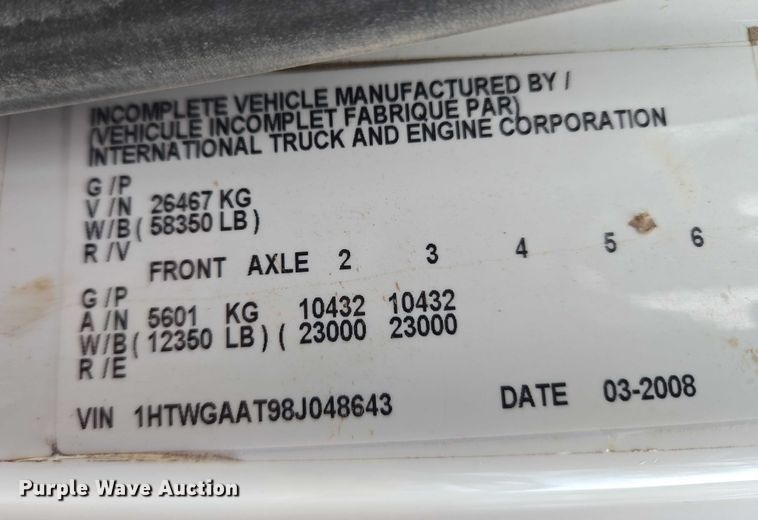 INCOMPLETE VEHICLE MANUFACTURED BY /
(VEHICULE INCOMPLET FABRIQUE PAR)
INTERNATIONAL TRUCK AND ENGINE CORPORATION
G /P
V /N 26467 KG
W/B ( 58350 LB )
R /V
FRONT AXLE 2 3 4 5 6
G /P
A /N 5601 KG 10432 10432
W/B ( 12350 LB ) ( 23000 23000
R /E
VIN 1HTWGAAT98J048643 DATE 03-2008
Purple Wave Auction